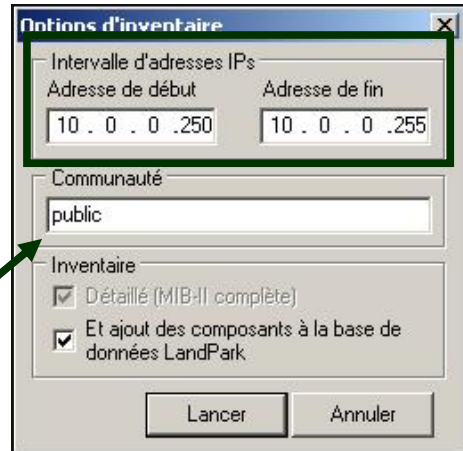 Options d'inventaire
Intervalle d'adresses IPs
Adresse de début Adresse de fin
10 . 0 . 0 .250 10 . 0 . 0 .255
Communauté
public
Inventaire
Détaillé (MIB-II complète)
Et ajout des composants à la base de
données LandPark
Lancer Annuler